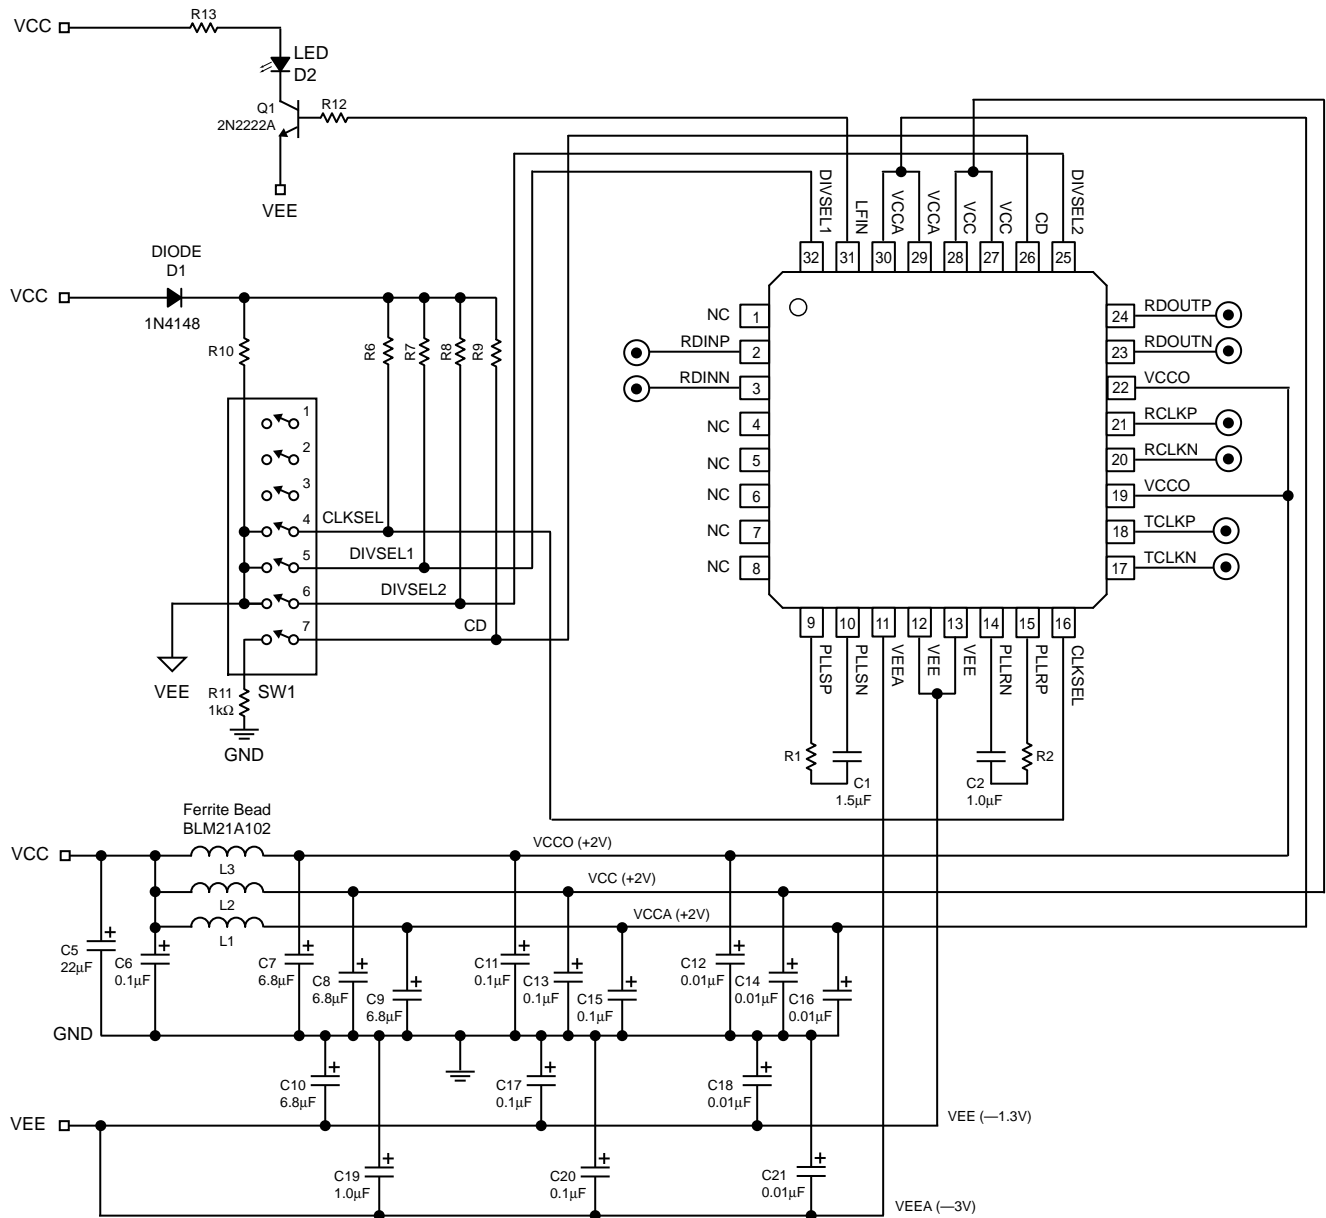 R13
VCC
LED
D2
Q1
2N2222A
R12
VEE
DIODE
D1
VCC
1N4148
R10
R6
R7
R8
R9
1
2
3
4
5
6
7
CLKSEL
DIVSEL1
DIVSEL2
CD
VEE
R11
1kΩ
SW1
GND
DIVSEL1
LFIN
VCCA
VCCA
VCC
VCC
CD
DIVSEL2
32
31
30
29
28
27
26
25
NC 1
RDINP 2
RDINN 3
NC 4
NC 5
NC 6
NC 7
NC 8
24 RDOUTP
23 RDOUTN
22 VCCO
21 RCLKP
20 RCLKN
19 VCCO
18 TCLKP
17 TCLKN
9
10
11
12
13
14
15
16
PLLSP
PLLSN
VEEA
VEE
VEE
PLLRN
PLLRP
CLKSEL
R1
C1
1.5µF
C2
1.0µF
R2
Ferrite Bead
BLM21A102
VCC
L3
L2
L1
VCCO (+2V)
VCC (+2V)
VCCA (+2V)
C5
22µF
C6
0.1µF
C7
6.8µF
C8
6.8µF
C9
6.8µF
C11
0.1µF
C13
0.1µF
C15
0.1µF
C12
0.01µF
C14
0.01µF
C16
0.01µF
GND
C10
6.8µF
C17
0.1µF
C18
0.01µF
VEE
VEE (—1.3V)
C19
1.0µF
C20
0.1µF
C21
0.01µF
VEEA (—3V)